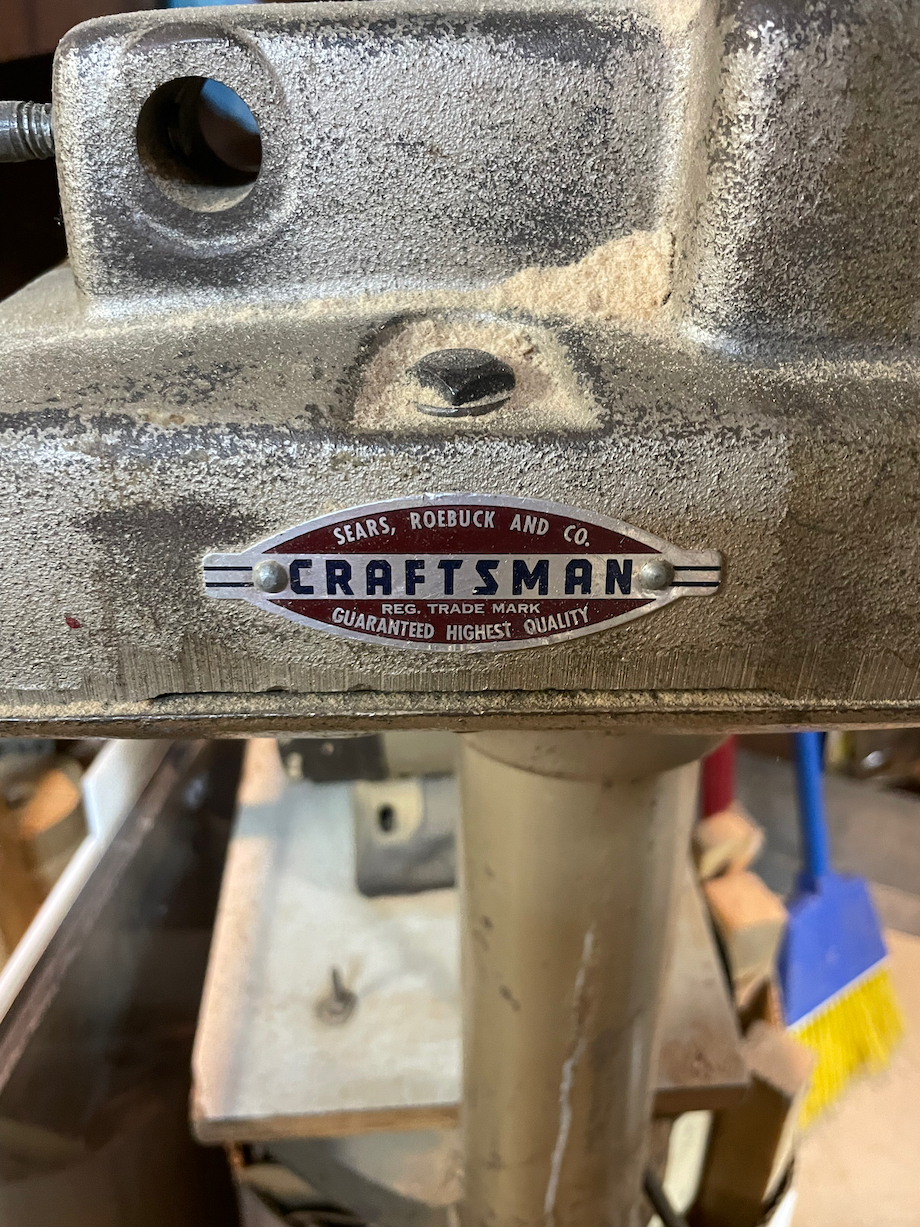 SEARS, ROEBUCK AND CO.
CRAFTSMAN
REG. TRADE MARK
GUARANTEED HIGHEST QUALITY